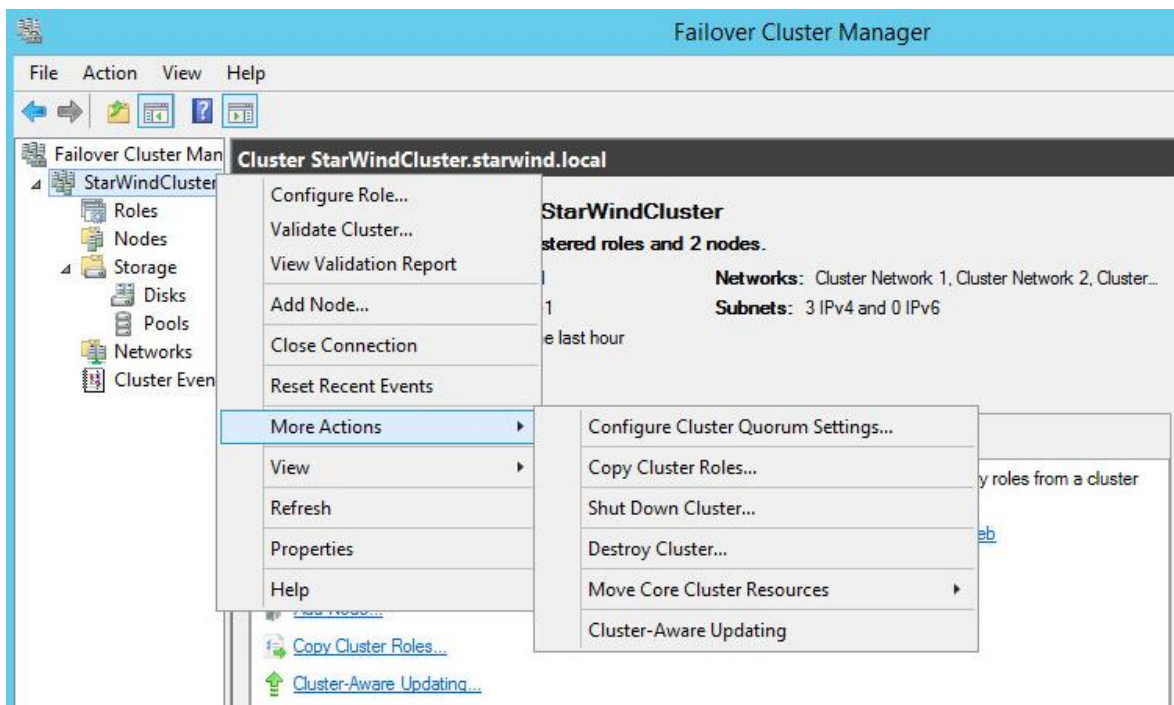 Failover Cluster Manager
File Action View Help
Failover Cluster Man
StarWindCluster
Roles
Nodes
Storage
Disks
Pools
Networks
Cluster Even
Cluster StarWindCluster.starwind.local
StarWindCluster
stered roles and 2 nodes.
Networks: Cluster Network 1, Cluster Network 2, Cluster...
1 Subnets: 3 IPv4 and 0 IPv6
e last hour
Configure Role...
Validate Cluster...
View Validation Report
Add Node...
Close Connection
Reset Recent Events
More Actions
View
Refresh
Properties
Help
Configure Cluster Quorum Settings...
Copy Cluster Roles...
Shut Down Cluster...
Destroy Cluster...
Move Core Cluster Resources
Cluster-Aware Updating
y roles from a cluster
eb
Copy Cluster Roles...
Cluster-Aware Updating...